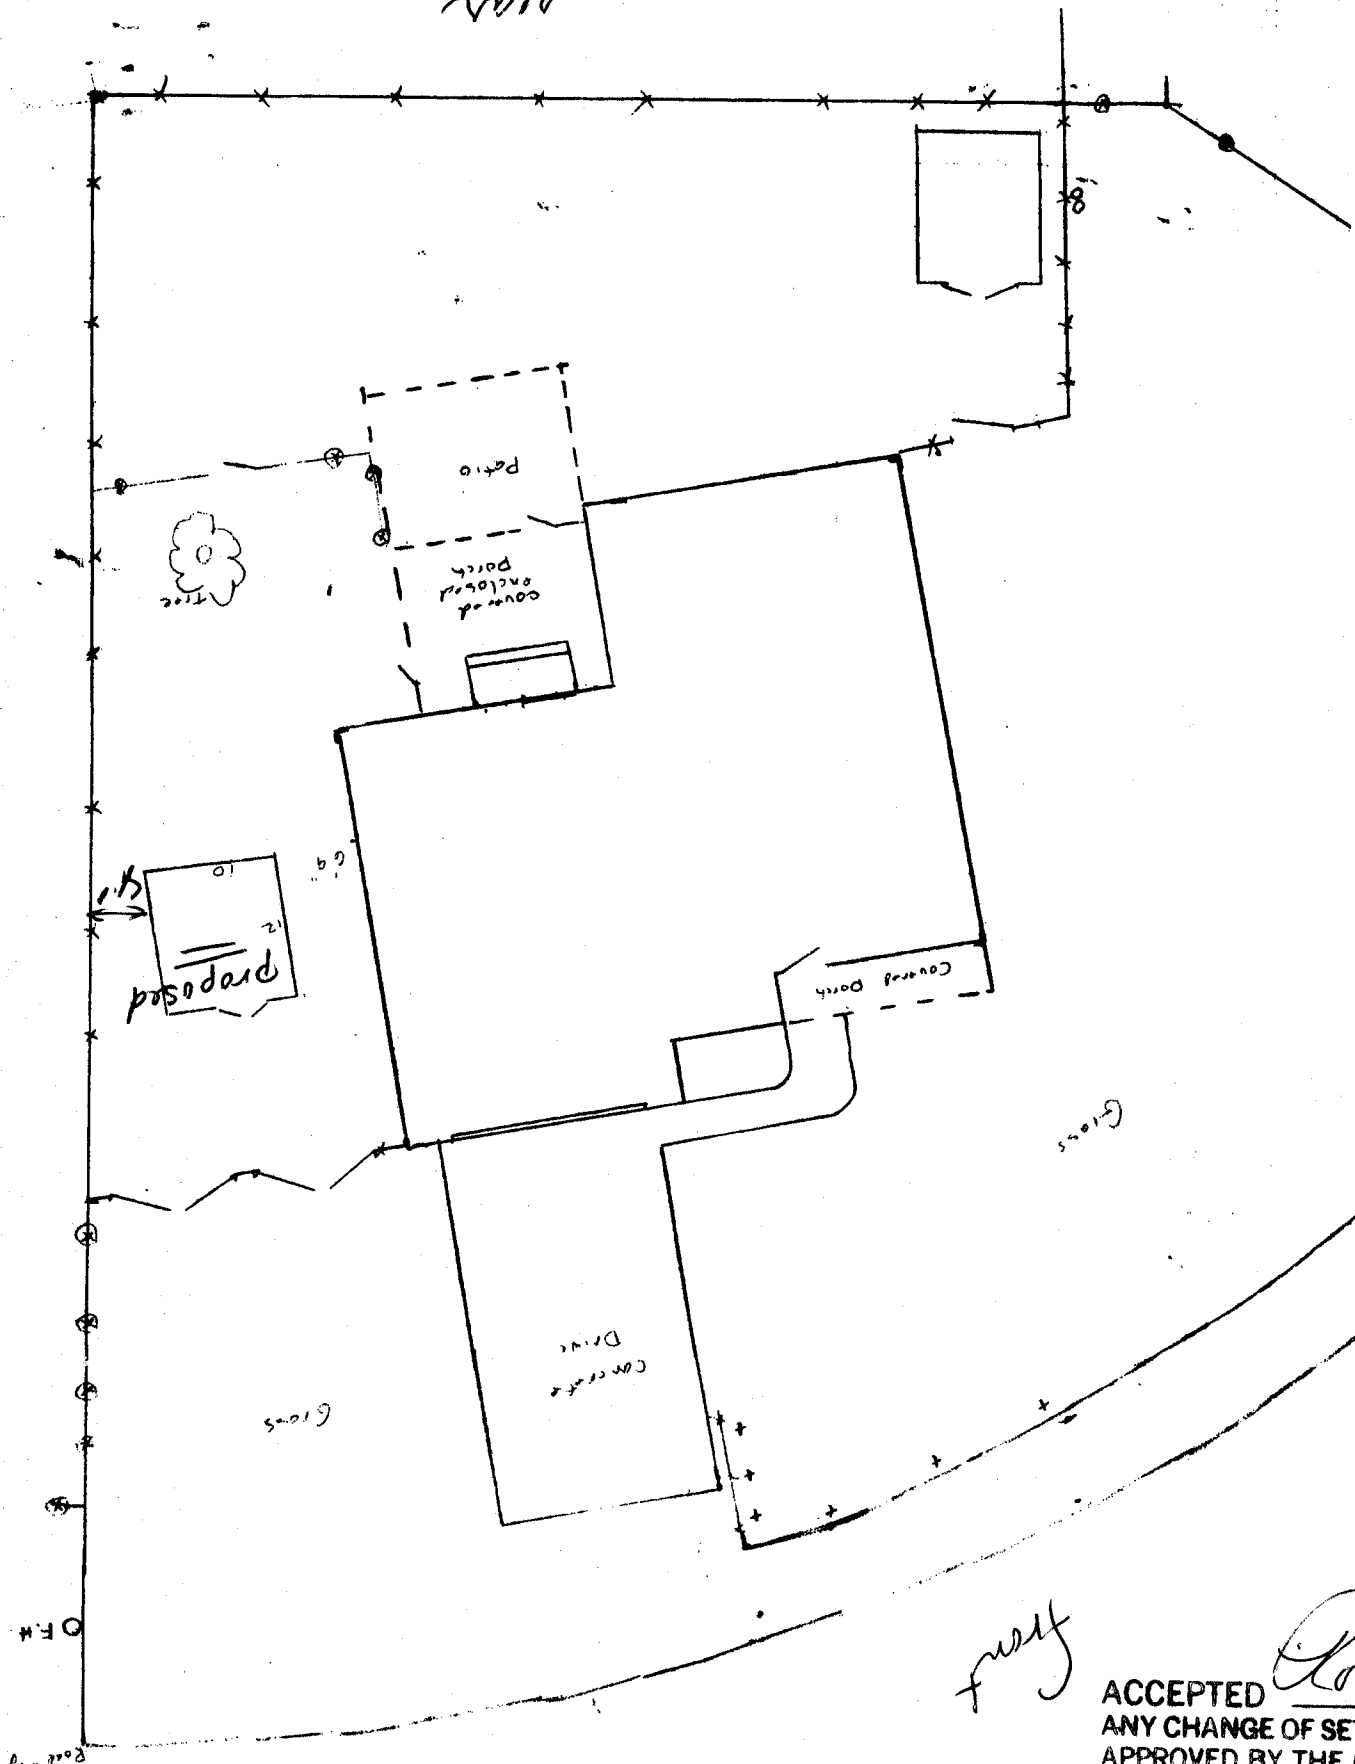 rear
8'
Patio
covered
enclosed
porch
Tree
10
12
4'
proposed
Covered porch
Grass
Concrete
Drive
Grass
F.H
front
ACCEPTED
ANY CHANGE OF SE
APPROVED BY THE